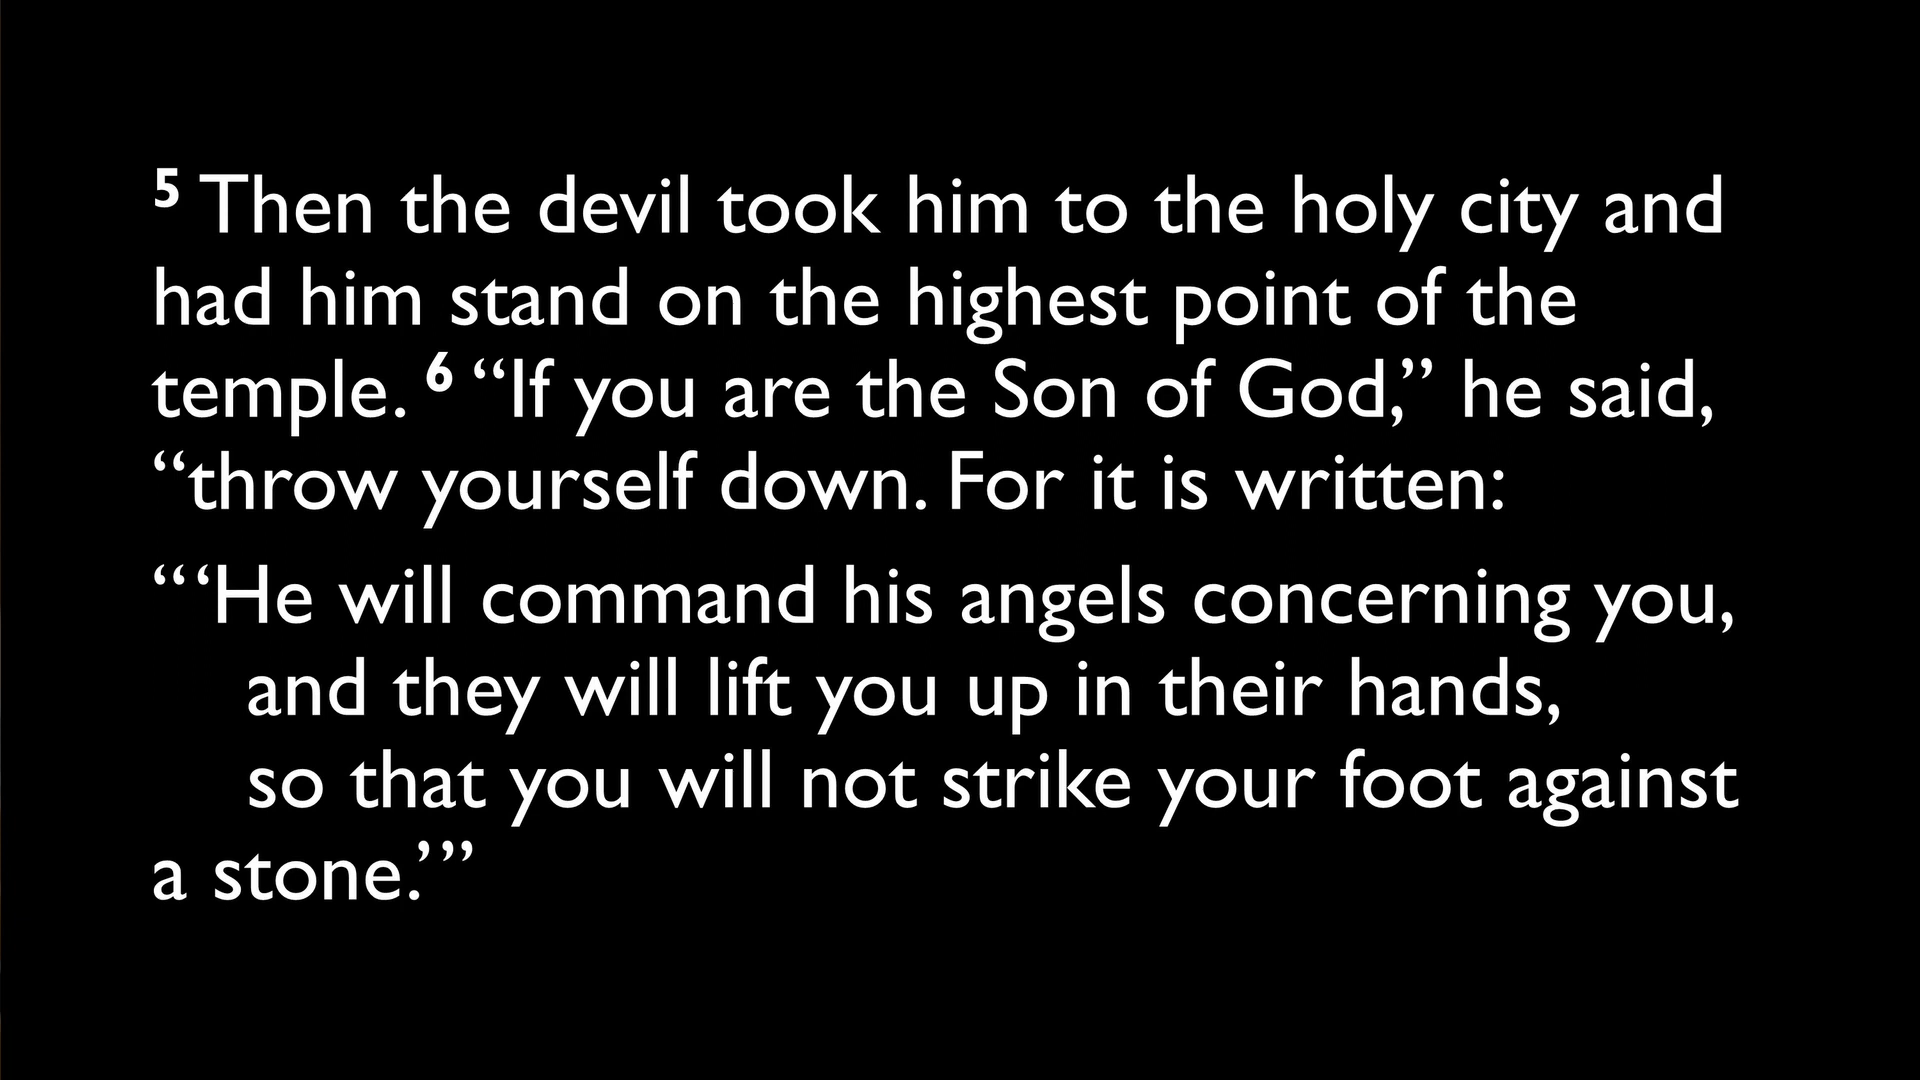 5 Then the devil took him to the holy city and
had him stand on the highest point of the
temple. 6 “If you are the Son of God,” he said,
“throw yourself down. For it is written:
“‘He will command his angels concerning you,
and they will lift you up in their hands,
so that you will not strike your foot against
a stone.’”